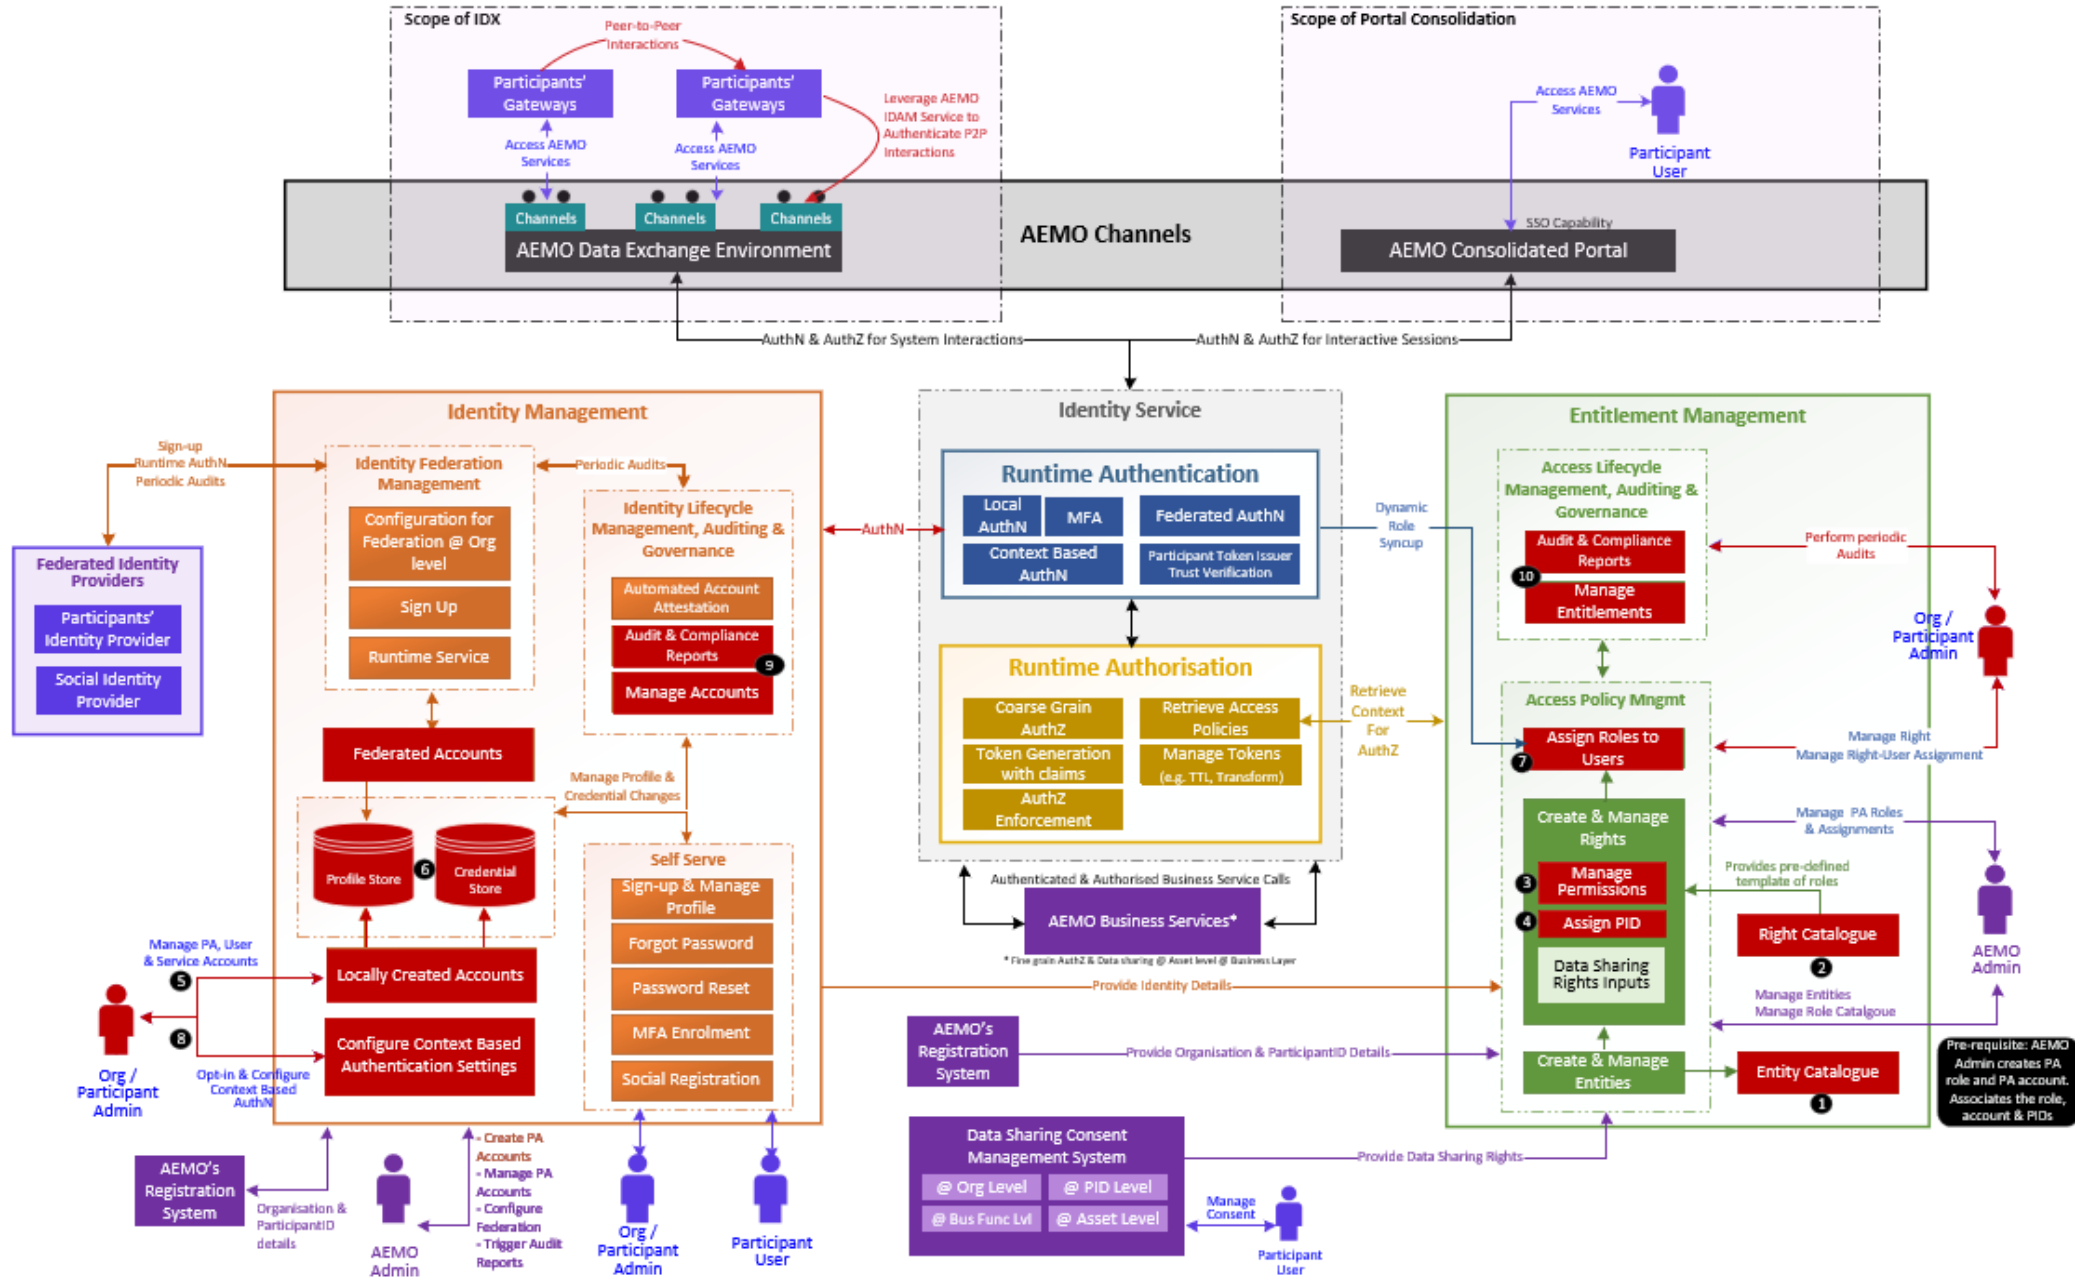 Scope of IDX
Peer-to-Peer
Interactions
Participants'
Gateways
Participants'
Gateways
Access AEMO
Services
Access AEMO
Services
Leverage AEMO
IDAM Service to
Authenticate P2P
Interactions
Scope of Portal Consolidation
Access AEMO
Services
Participant
User
Channels
Channels
Channels
AEMO Data Exchange Environment
AEMO Channels
SSO Capability
AEMO Consolidated Portal
AuthN & AuthZ for System Interactions
AuthN & AuthZ for Interactive Sessions
Sign-up
Runtime AuthN
Periodic Audits
Federated Identity
Providers
Participants'
Identity Provider
Social Identity
Provider
Identity Management
Identity Federation
Management
Configuration for
Federation @ Org
level
Sign Up
Runtime Service
Periodic Audits
Identity Lifecycle
Management, Auditing &
Governance
Automated Account
Attestation
Audit & Compliance
Reports
9
Manage Accounts
Federated Accounts
Manage Profile &
Credential Changes
Profile Store
6
Credential
Store
Self Serve
Sign-up & Manage
Profile
Forgot Password
Password Reset
MFA Enrolment
Social Registration
Manage PA, User
& Service Accounts
5
Locally Created Accounts
8
Configure Context Based
Authentication Settings
Org /
Participant
Admin
Opt-in & Configure
Context Based
AuthN
AuthN
Identity Service
Runtime Authentication
Local
AuthN
MFA
Federated AuthN
Context Based
AuthN
Participant Token Issuer
Trust Verification
Runtime Authorisation
Coarse Grain
AuthZ
Retrieve Access
Policies
Token Generation
with claims
Manage Tokens
(e.g. TTL, Transform)
AuthZ
Enforcement
Authenticated & Authorised Business Service Calls
AEMO Business Services*
* Fine grain AuthZ & Data sharing @ Asset level @ Business Layer
Dynamic
Role
Syncup
Retrieve
Context
For
AuthZ
Entitlement Management
Access Lifecycle
Management, Auditing &
Governance
Audit & Compliance
Reports
10
Manage
Entitlements
Perform periodic
Audits
Org /
Participant
Admin
Access Policy Mngmt
Assign Roles to
Users
7
Manage Right
Manage Right-User Assignment
Create & Manage
Rights
3
Manage
Permissions
4
Assign PID
Data Sharing
Rights Inputs
Manage PA Roles
& Assignments
Provides pre-defined
template of roles
Right Catalogue
2
AEMO
Admin
Manage Entities
Manage Role Catalgoue
Create & Manage
Entities
Entity Catalogue
1
Pre-requisite: AEMO
Admin creates PA
role and PA account.
Associates the role,
account & PIDs
Provide Identity Details
AEMO's
Registration
System
Provide Organisation & ParticipantID Details
Data Sharing Consent
Management System
@ Org Level
@ PID Level
@ Bus Func Lvl
@ Asset Level
Provide Data Sharing Rights
Manage
Consent
Participant
User
AEMO's
Registration
System
Organisation &
ParticipantID
details
AEMO
Admin
- Create PA
Accounts
- Manage PA
Accounts
- Configure
Federation
- Trigger Audit
Reports
Org /
Participant
Admin
Participant
User